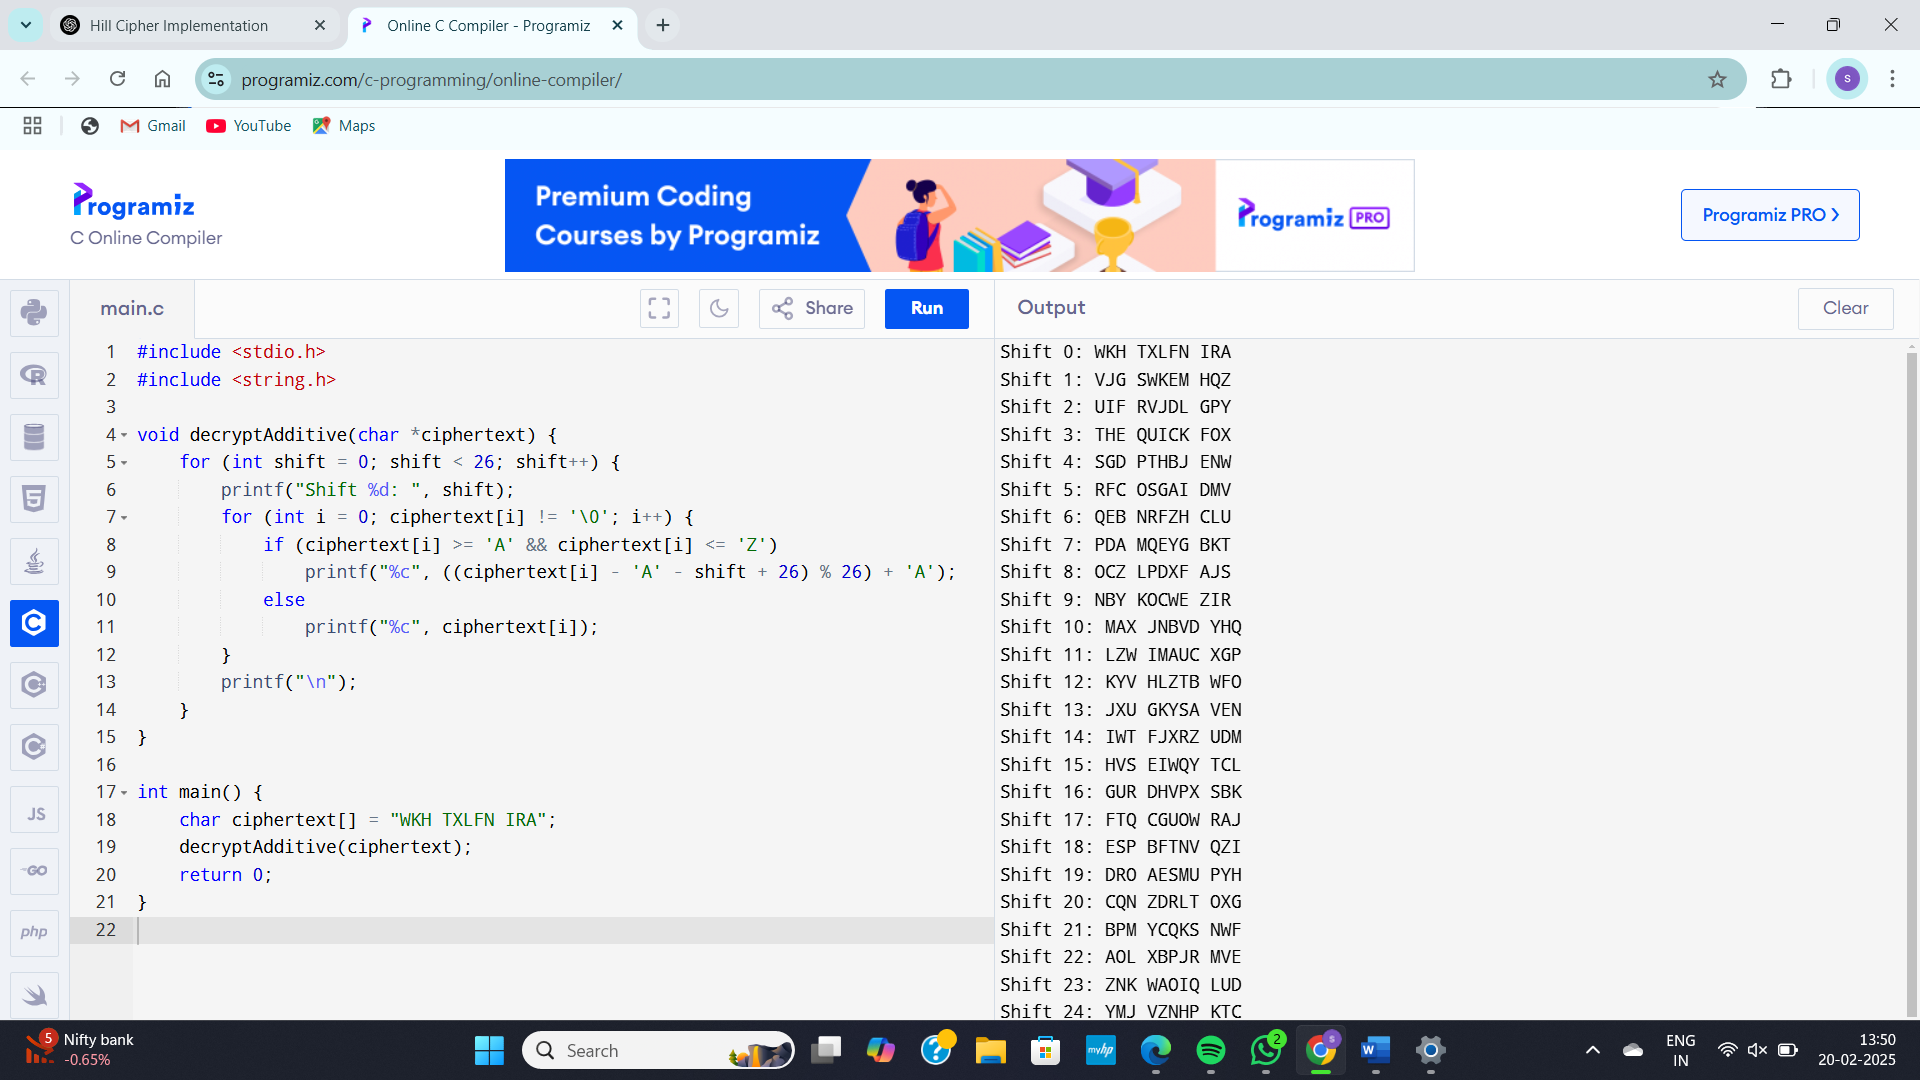 Hill Cipher Implementation
Online C Compiler - Programiz
programiz.com/c-programming/online-compiler/
S
Gmail
YouTube
Maps
Programiz
C Online Compiler
Premium Coding
Courses by Programiz
Programiz PRO
Programiz PRO
main.c
Share
Run
Output
Clear
1 #include <stdio.h>
2 #include <string.h>
3
4 void decryptAdditive(char *ciphertext) {
5 for (int shift = 0; shift < 26; shift++) {
6 printf("Shift %d: ", shift);
7 for (int i = 0; ciphertext[i] != '\0'; i++) {
8 if (ciphertext[i] >= 'A' && ciphertext[i] <= 'Z')
9 printf("%c", ((ciphertext[i] - 'A' - shift + 26) % 26) + 'A');
10 else
11 printf("%c", ciphertext[i]);
12 }
13 printf("\n");
14 }
15 }
16
17 int main() {
18 char ciphertext[] = "WKH TXLFN IRA";
19 decryptAdditive(ciphertext);
20 return 0;
21 }
22
Shift 0: WKH TXLFN IRA
Shift 1: VJG SWKEM HQZ
Shift 2: UIF RVJDL GPY
Shift 3: THE QUICK FOX
Shift 4: SGD PTHBJ ENW
Shift 5: RFC OSGAI DMV
Shift 6: QEB NRFZH CLU
Shift 7: PDA MQEYG BKT
Shift 8: OCZ LPDXF AJS
Shift 9: NBY KOCWE ZIR
Shift 10: MAX JNBVD YHQ
Shift 11: LZW IMAUC XGP
Shift 12: KYV HLZTB WFO
Shift 13: JXU GKYSA VEN
Shift 14: IWT FJXRZ UDM
Shift 15: HVS EIWQY TCL
Shift 16: GUR DHVPX SBK
Shift 17: FTQ CGUOW RAJ
Shift 18: ESP BFTNV QZI
Shift 19: DRO AESMU PYH
Shift 20: CQN ZDRLT OXG
Shift 21: BPM YCQKS NWF
Shift 22: AOL XBPJR MVE
Shift 23: ZNK WAOIQ LUD
Shift 24: YMJ VZNHP KTC
R
5
C
JS
GO
php
5
Nifty bank
-0.65%
Search
myhp
2
S
W
ENG
IN
13:50
20-02-2025